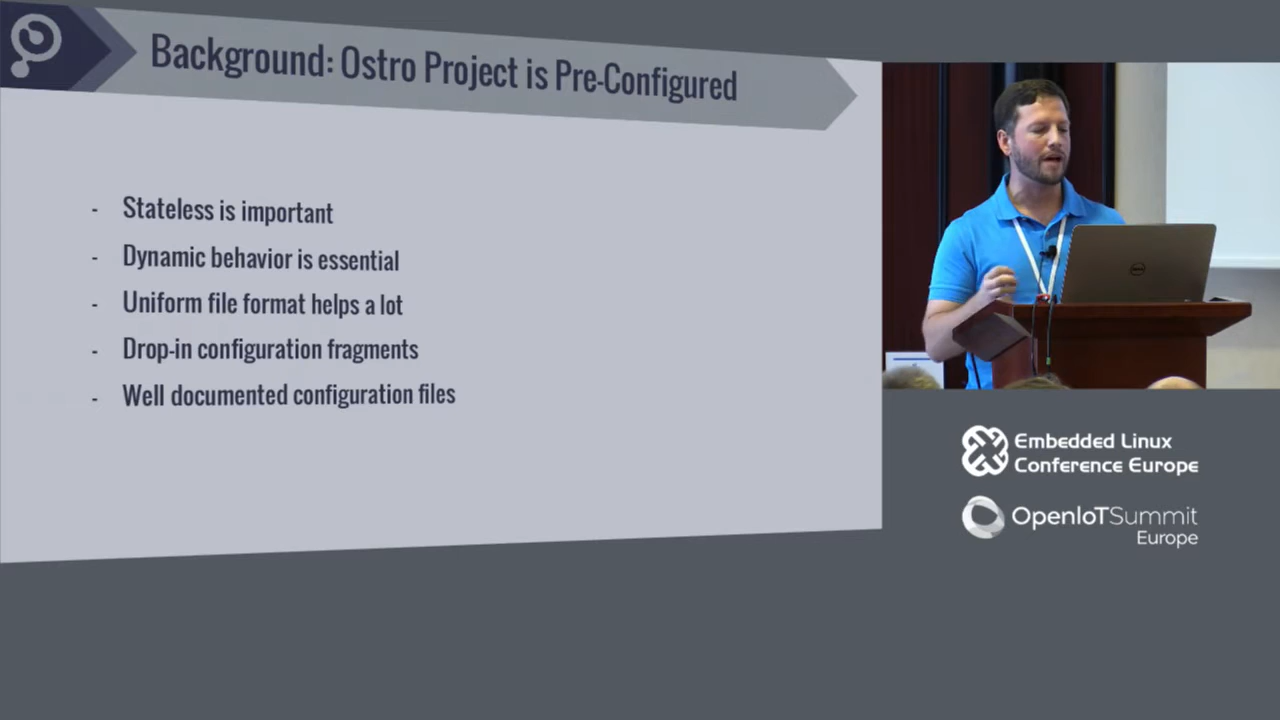 Background: Ostro Project is Pre-Configured
- Stateless is important
- Dynamic behavior is essential
- Uniform file format helps a lot
- Drop-in configuration fragments
- Well documented configuration files
DELL
Embedded Linux
Conference Europe
OpenIoTSummit
Europe